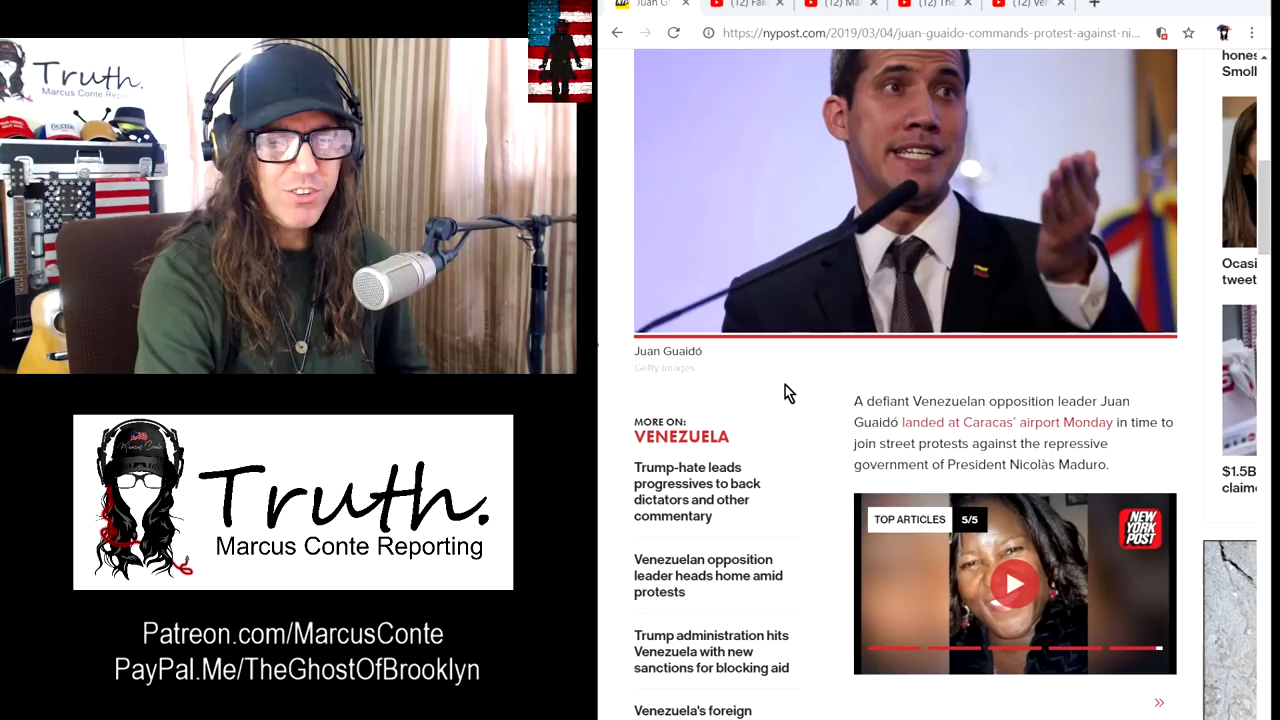 Truth.
Marcus Conte
Truth.
Marcus Conte Reporting
Patreon.com/MarcusConte
PayPal.Me/TheGhostOfBrooklyn
https://nypost.com/2019/03/04/juan-guaido-commands-protest-against-ni...
Juan Guaidó
Getty Images
MORE ON:
VENEZUELA
Trump-hate leads
progressives to back
dictators and other
commentary
Venezuelan opposition
leader heads home amid
protests
Trump administration hits
Venezuela with new
sanctions for blocking aid
Venezuela's foreign
A defiant Venezuelan opposition leader Juan
Guaidó landed at Caracas' airport Monday in time to
join street protests against the repressive
government of President Nicolàs Maduro.
TOP ARTICLES 5/5
NEW
YORK
POST
hones
Smoll
Ocasi
tweet
$1.5B
claime